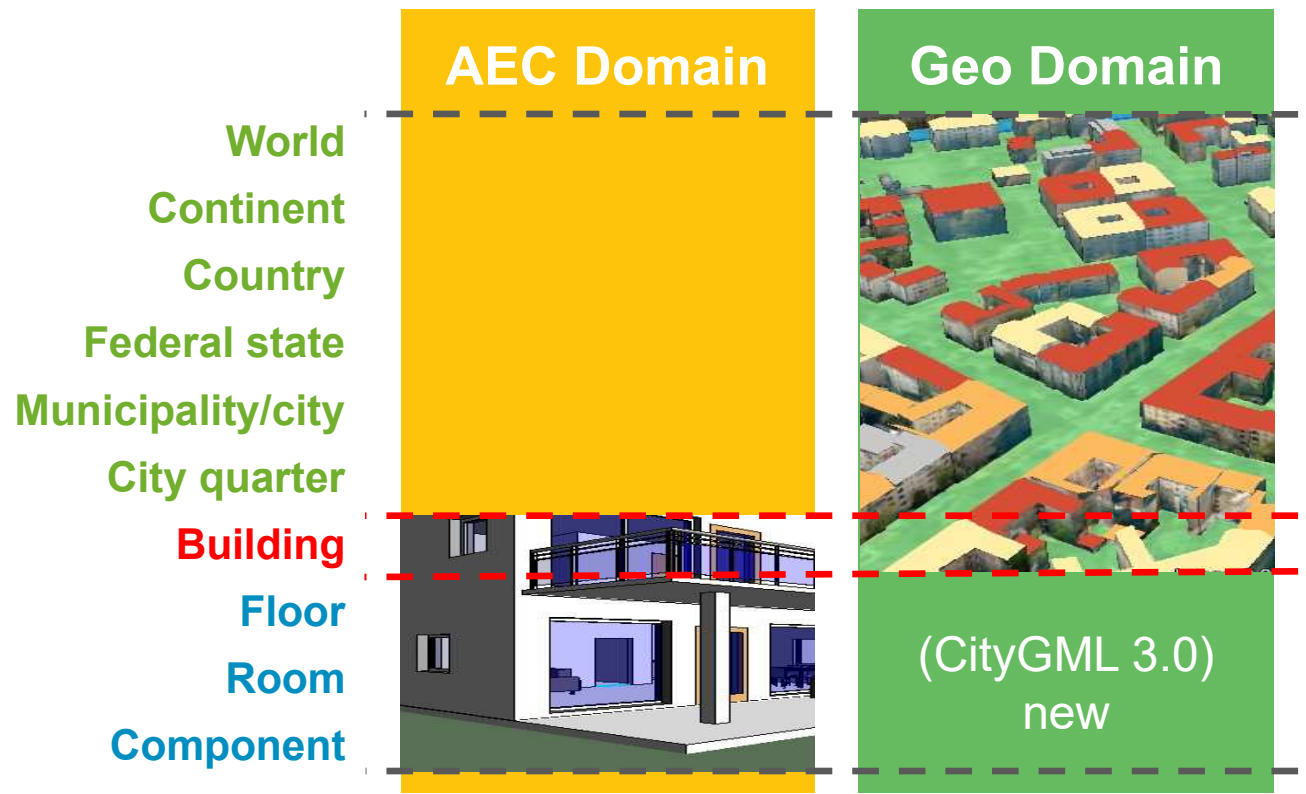 AEC Domain
Geo Domain
World
Continent
Country
Federal state
Municipality/city
City quarter
Building
Floor
Room
Component
(CityGML 3.0)
new